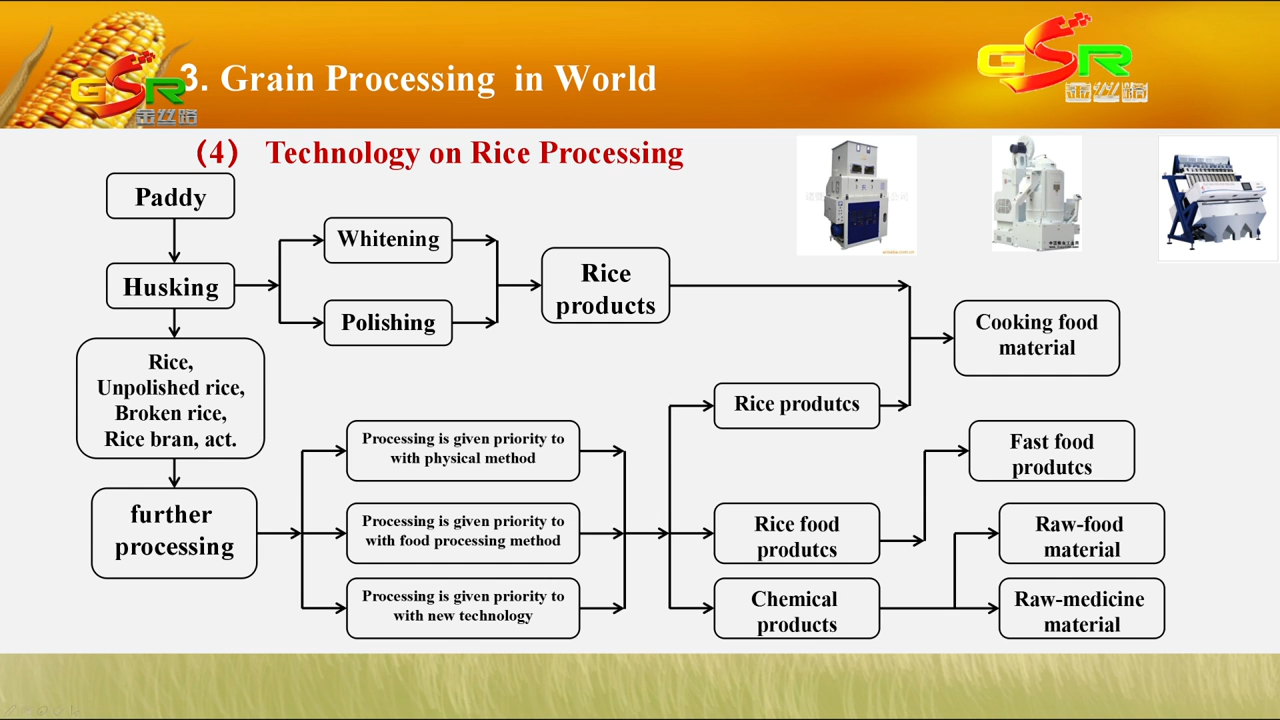 3. Grain Processing in World
GSR
金丝路
GSR
金丝路
（4） Technology on Rice Processing
Paddy
Husking
Whitening
Polishing
Rice
products
Cooking food
material
Rice,
Unpolished rice,
Broken rice,
Rice bran, act.
Rice produtcs
Processing is given priority to
with physical method
Fast food
produtcs
further
processing
Processing is given priority to
with food processing method
Rice food
produtcs
Raw-food
material
Processing is given priority to
with new technology
Chemical
products
Raw-medicine
material